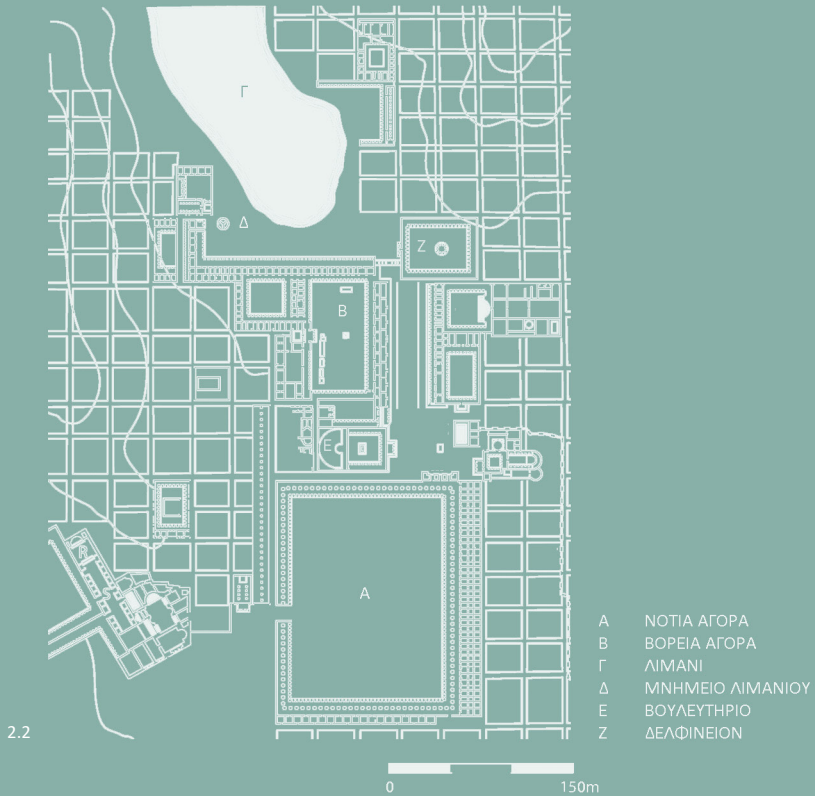 Γ
Δ
Ζ
Β
Ε
R
Α
Α ΝΟΤΙΑ ΑΓΟΡΑ
Β ΒΟΡΕΙΑ ΑΓΟΡΑ
Γ ΛΙΜΑΝΙ
Δ ΜΝΗΜΕΙΟ ΛΙΜΑΝΙΟΥ
Ε ΒΟΥΛΕΥΤΗΡΙΟ
Ζ ΔΕΛΦΙΝΕΙΟΝ
2.2
0 150m